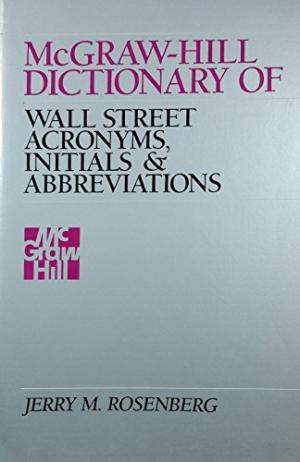 McGRAW-HILL
DICTIONARY OF
WALL STREET
ACRONYMS,
INITIALS &
ABBREVIATIONS
Mc
Graw
Hill
JERRY M. ROSENBERG